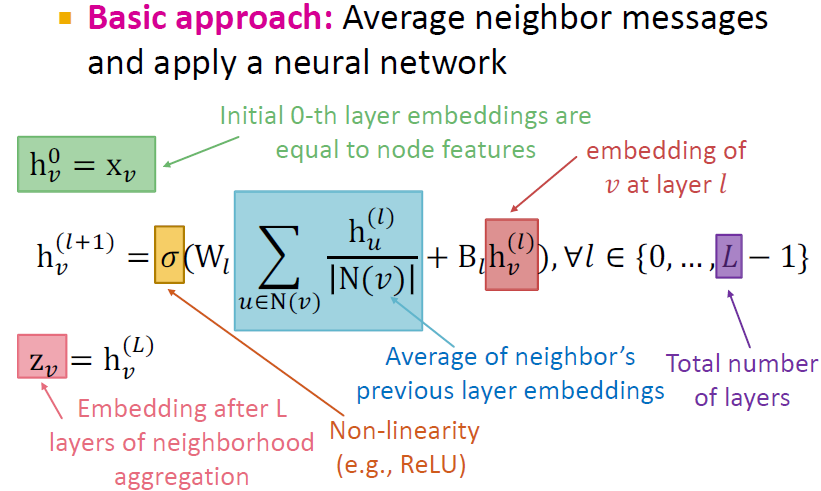 ▪ Basic approach: Average neighbor messages
and apply a neural network
Initial 0-th layer embeddings are
equal to node features
h_v^0 = x_v
embedding of
v at layer l
h_v^(l+1) = σ(W_l ∑_{u∈N(v)} h_u^(l) / |N(v)| + B_l h_v^(l)), ∀l ∈ {0, …, L − 1}
z_v = h_v^(L)
Average of neighbor's
previous layer embeddings
Total number
of layers
Embedding after L
layers of neighborhood
aggregation
Non-linearity
(e.g., ReLU)